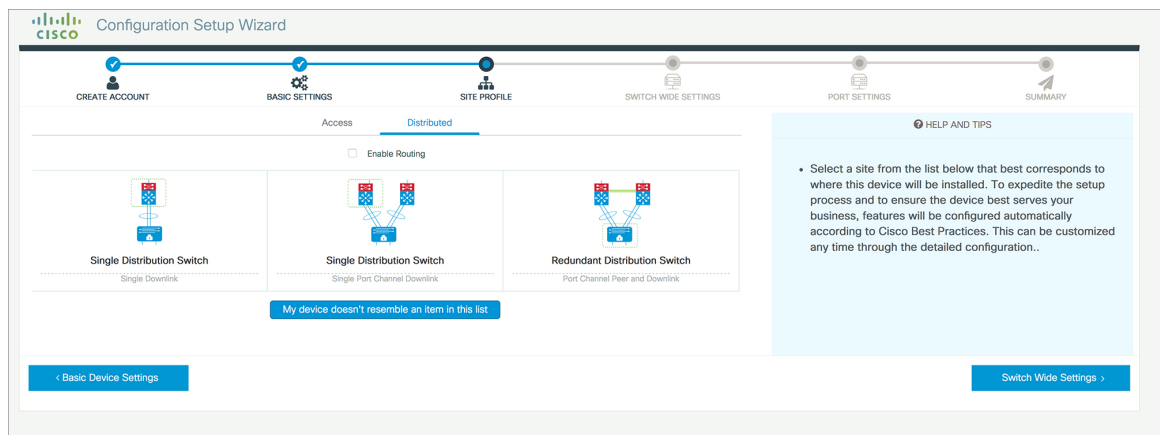 CISCO Configuration Setup Wizard
CREATE ACCOUNT BASIC SETTINGS SITE PROFILE SWITCH WIDE SETTINGS PORT SETTINGS SUMMARY
Access Distributed
Enable Routing
Single Distribution Switch Single Distribution Switch Redundant Distribution Switch
Single Downlink Single Port Channel Downlink Port Channel Peer and Downlink
My device doesn't resemble an item in this list
HELP AND TIPS
• Select a site from the list below that best corresponds to
where this device will be installed. To expedite the setup
process and to ensure the device best serves your
business, features will be configured automatically
according to Cisco Best Practices. This can be customized
any time through the detailed configuration..
< Basic Device Settings Switch Wide Settings >